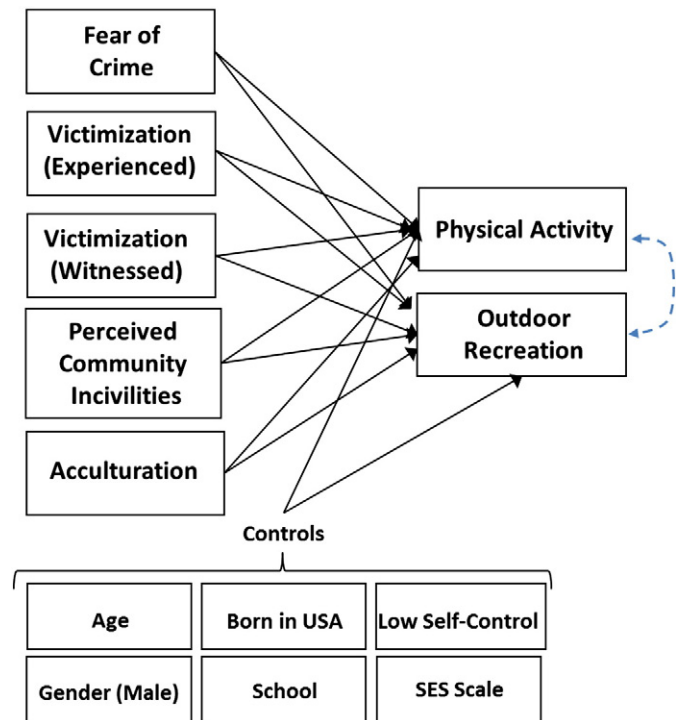 Fear of
Crime
Victimization
(Experienced)
Victimization
(Witnessed)
Perceived
Community
Incivilities
Acculturation
Physical Activity
Outdoor
Recreation
Controls
Age
Born in USA
Low Self-Control
Gender (Male)
School
SES Scale